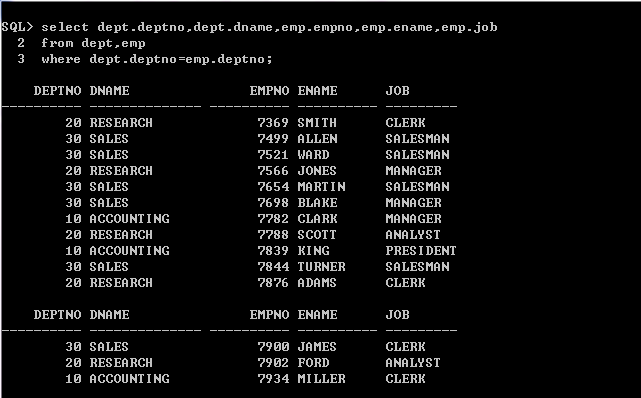 SQL> select dept.deptno,dept.dname,emp.empno,emp.ename,emp.job
  2  from dept,emp
  3  where dept.deptno=emp.deptno;
    DEPTNO DNAME               EMPNO ENAME      JOB
---------- -------------- ---------- ---------- ---------
        20 RESEARCH             7369 SMITH      CLERK
        30 SALES                7499 ALLEN      SALESMAN
        30 SALES                7521 WARD       SALESMAN
        20 RESEARCH             7566 JONES      MANAGER
        30 SALES                7654 MARTIN     SALESMAN
        30 SALES                7698 BLAKE      MANAGER
        10 ACCOUNTING           7782 CLARK      MANAGER
        20 RESEARCH             7788 SCOTT      ANALYST
        10 ACCOUNTING           7839 KING       PRESIDENT
        30 SALES                7844 TURNER     SALESMAN
        20 RESEARCH             7876 ADAMS      CLERK
    DEPTNO DNAME               EMPNO ENAME      JOB
---------- -------------- ---------- ---------- ---------
        30 SALES                7900 JAMES      CLERK
        20 RESEARCH             7902 FORD       ANALYST
        10 ACCOUNTING           7934 MILLER     CLERK